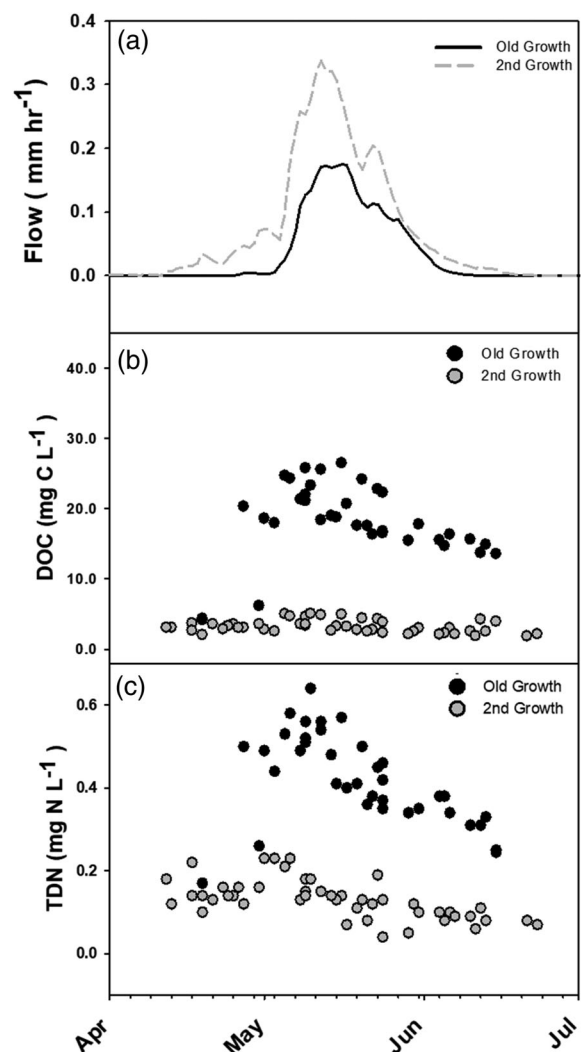 (a)
Old Growth
2nd Growth
Flow ( mm hr-1)
0.4
0.3
0.2
0.1
0.0
(b)
Old Growth
2nd Growth
DOC (mg C L-1)
40.0
30.0
20.0
10.0
0.0
(c)
Old Growth
2nd Growth
TDN (mg N L-1)
0.6
0.4
0.2
0.0
Apr
May
Jun
Jul